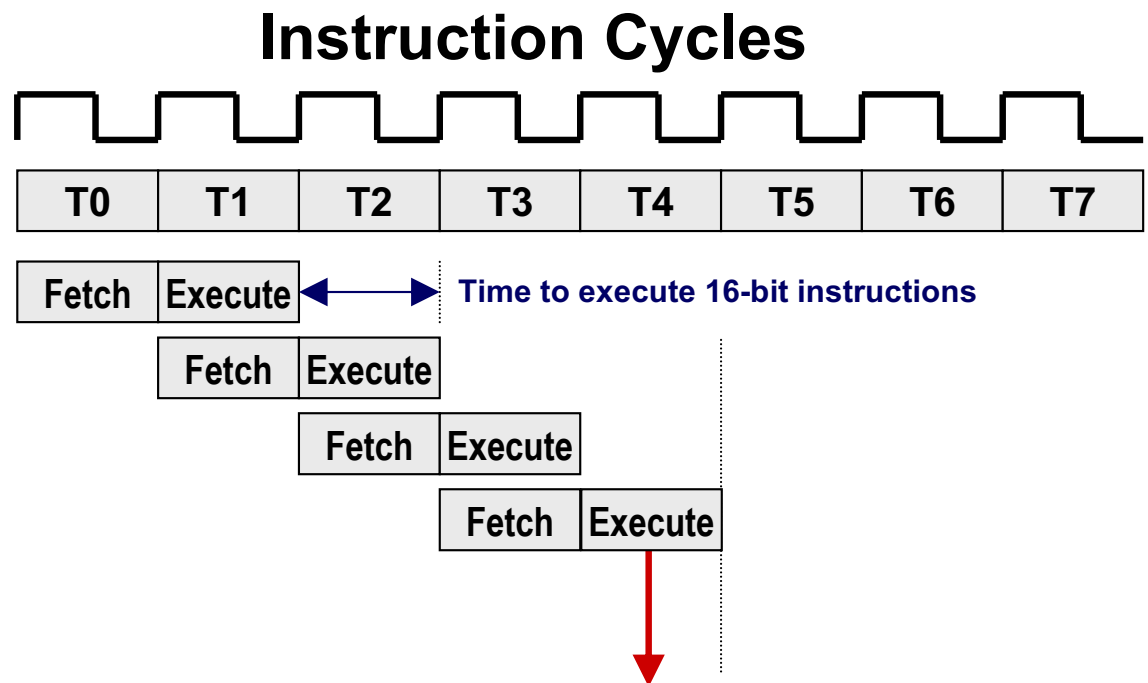 Instruction Cycles
T0 T1 T2 T3 T4 T5 T6 T7
Fetch Execute Time to execute 16-bit instructions
Fetch Execute
Fetch Execute
Fetch Execute